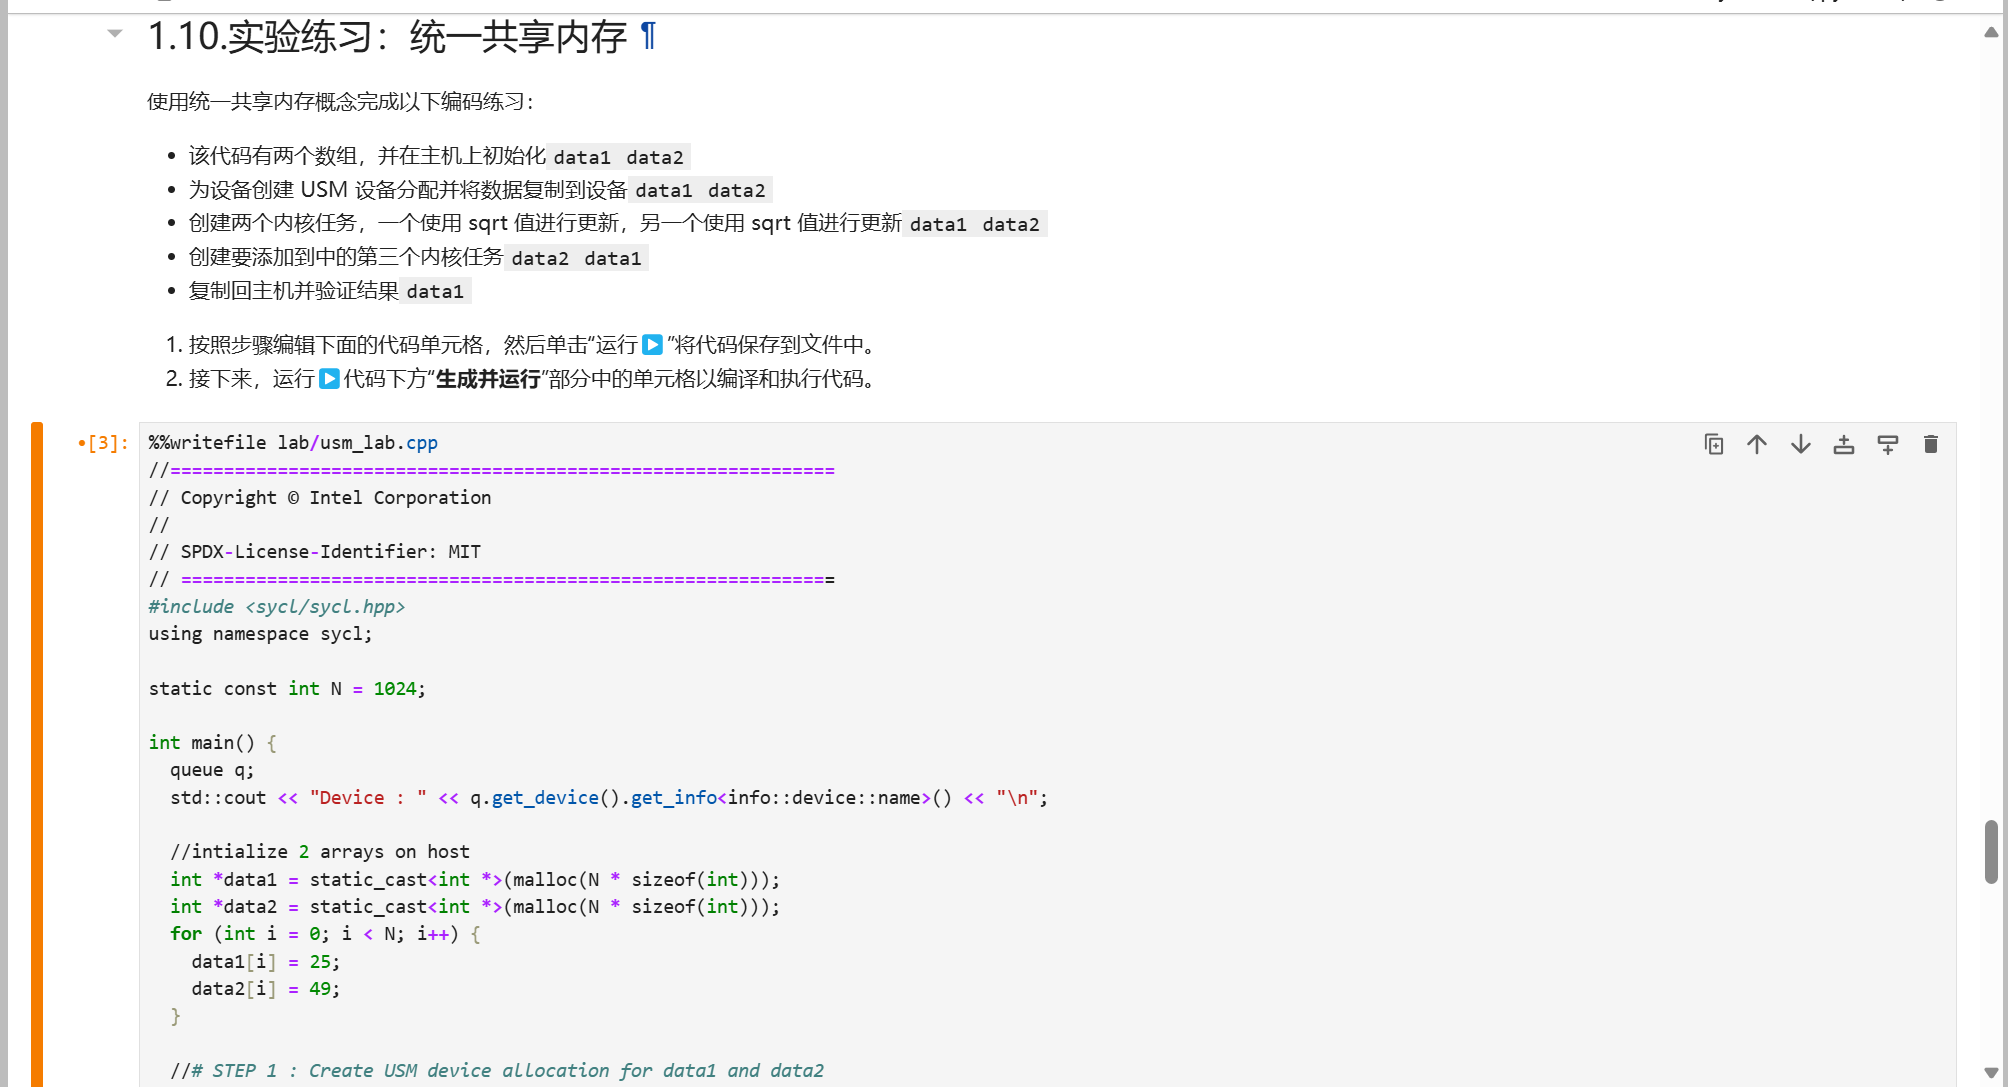 1.10.实验练习：统一共享内存 ¶
使用统一共享内存概念完成以下编码练习：
• 该代码有两个数组，并在主机上初始化 data1 data2
• 为设备创建 USM 设备分配并将数据复制到设备 data1 data2
• 创建两个内核任务，一个使用 sqrt 值进行更新，另一个使用 sqrt 值进行更新 data1 data2
• 创建要添加到中的第三个内核任务 data2 data1
• 复制回主机并验证结果 data1
1. 按照步骤编辑下面的代码单元格，然后单击“运行▶”将代码保存到文件中。
2. 接下来，运行▶代码下方“生成并运行”部分中的单元格以编译和执行代码。
•[3]: %%writefile lab/usm_lab.cpp
//==============================================================
// Copyright © Intel Corporation
//
// SPDX-License-Identifier: MIT
// =============================================================
#include <sycl/sycl.hpp>
using namespace sycl;
static const int N = 1024;
int main() {
  queue q;
  std::cout << "Device : " << q.get_device().get_info<info::device::name>() << "\n";
  //intialize 2 arrays on host
  int *data1 = static_cast<int *>(malloc(N * sizeof(int)));
  int *data2 = static_cast<int *>(malloc(N * sizeof(int)));
  for (int i = 0; i < N; i++) {
    data1[i] = 25;
    data2[i] = 49;
  }
  //# STEP 1 : Create USM device allocation for data1 and data2